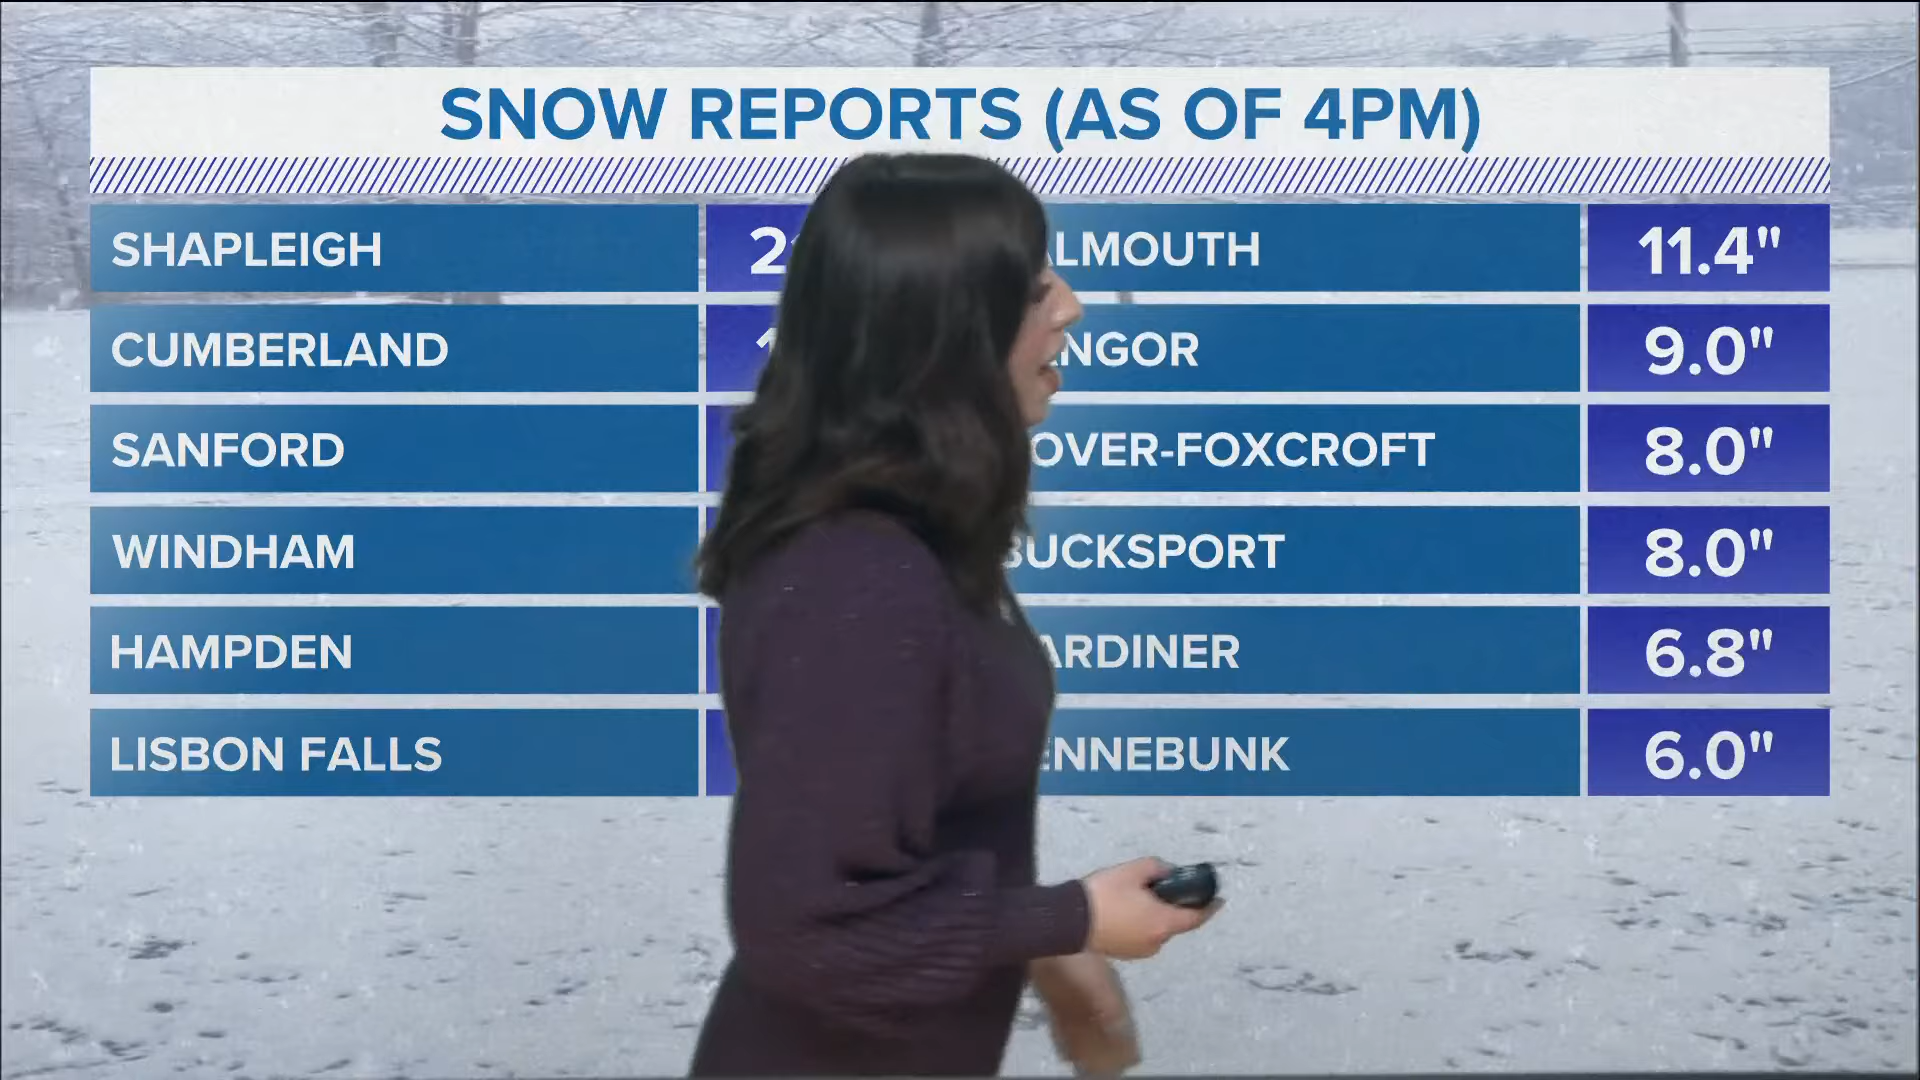 SNOW REPORTS (AS OF 4PM)
SHAPLEIGH
CUMBERLAND
SANFORD
WINDHAM
HAMPDEN
LISBON FALLS
LMOUTH 11.4"
NGOR 9.0"
OVER-FOXCROFT 8.0"
BUCKSPORT 8.0"
ARDINER 6.8"
ENNEBUNK 6.0"